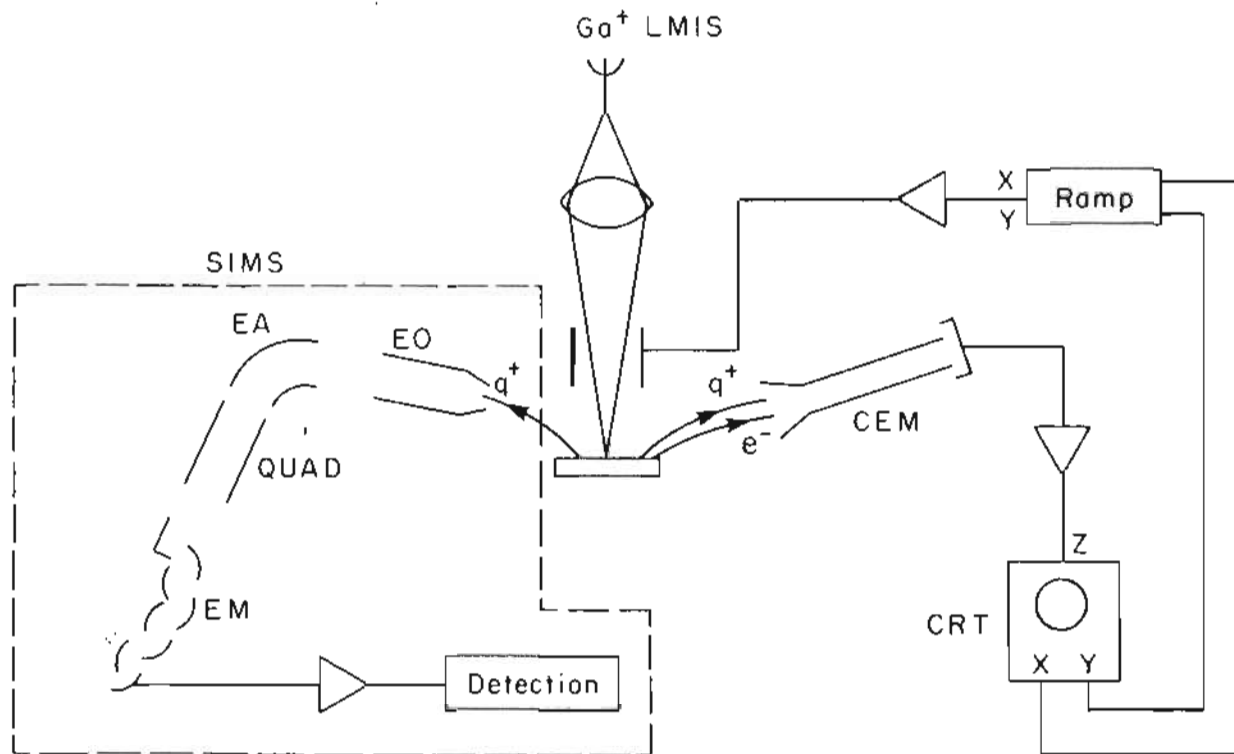 Ga⁺ LMIS
X
Y
Ramp
SIMS
EA
EO
q⁺
q⁺
e⁻
CEM
QUAD
Z
EM
CRT
X Y
Detection